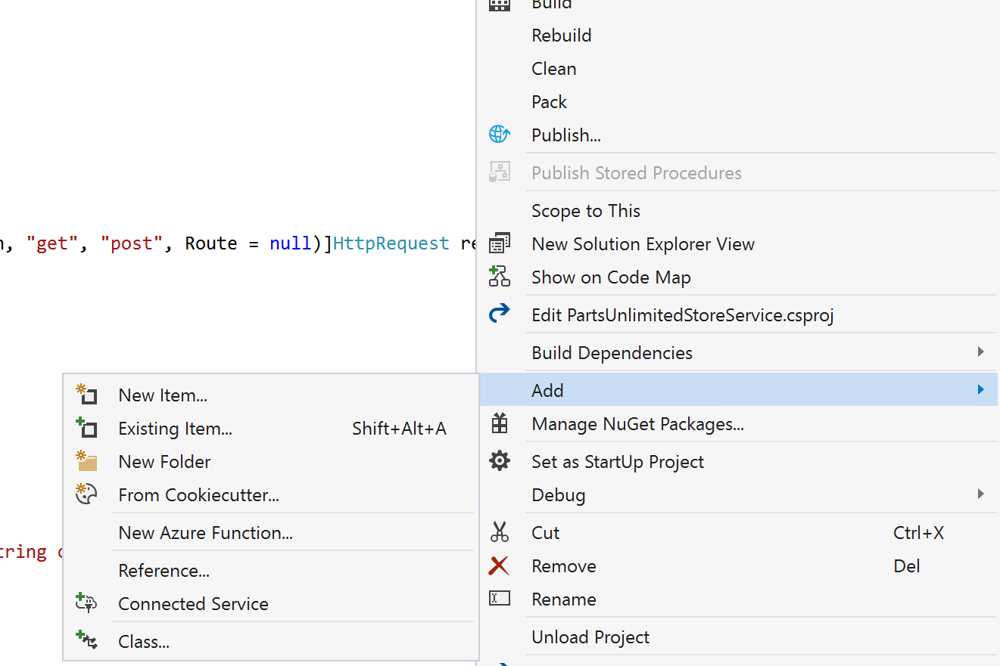 Build
Rebuild
Clean
Pack
Publish...
Publish Stored Procedures
Scope to This
, "get", "post", Route = null)]HttpRequest
New Solution Explorer View
Show on Code Map
Edit PartsUnlimitedStoreService.csproj
Build Dependencies
Add
Manage NuGet Packages...
Set as StartUp Project
Debug
Cut Ctrl+X
Remove Del
Rename
Unload Project
New Item...
Existing Item... Shift+Alt+A
New Folder
From Cookiecutter...
New Azure Function...
Reference...
Connected Service
Class...